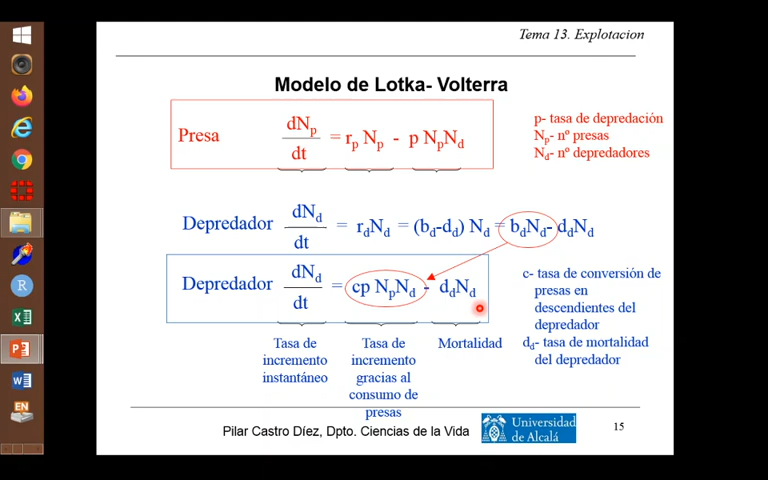 Tema 13. Explotacion
Modelo de Lotka- Volterra
Presa dNp/dt = rp Np - p NpNd
p- tasa de depredación
Np- nº presas
Nd- nº depredadores
Depredador dNd/dt = rdNd = (bd-dd) Nd = bdNd- ddNd
Depredador dNd/dt = cp NpNd - ddNd
c- tasa de conversión de
presas en
descendientes del
depredador
dd- tasa de mortalidad
del depredador
Tasa de
incremento
instantáneo
Tasa de
incremento
gracias al
consumo de
presas
Mortalidad
Pilar Castro Díez, Dpto. Ciencias de la Vida
Universidad
de Alcalá
15
EN